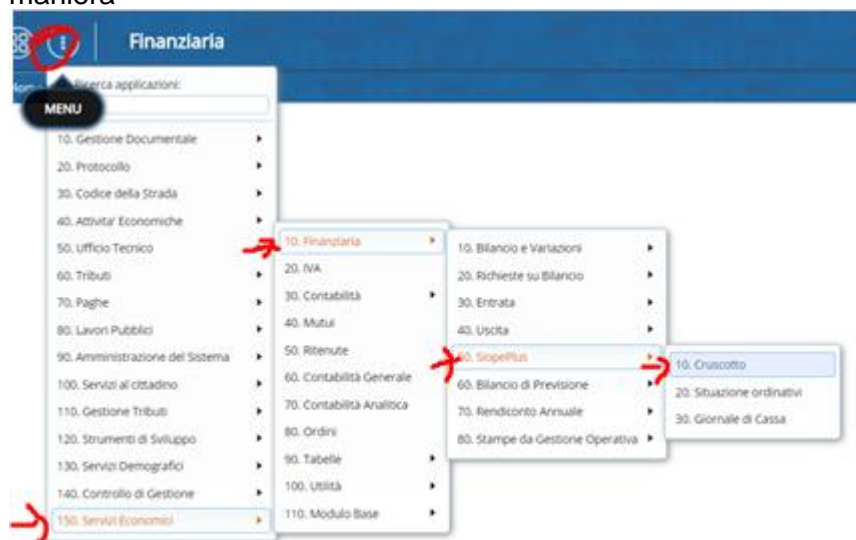 maniera
Finanziaria
Ricerca applicazioni:
MENU
10. Gestione Documentale
20. Protocollo
30. Codice della Strada
40. Attivita' Economiche
50. Ufficio Tecnico
60. Tributi
70. Paghe
80. Lavori Pubblici
90. Amministrazione del Sistema
100. Servizi al cittadino
110. Gestione Tributi
120. Strumenti di Sviluppo
130. Servizi Demografici
140. Controllo di Gestione
150. Servizi Economici
10. Finanziaria
20. IVA
30. Contabilità
40. Mutui
50. Ritenute
60. Contabilità Generale
70. Contabilità Analitica
80. Ordini
90. Tabelle
100. Utilità
110. Modulo Base
10. Bilancio e Variazioni
20. Richieste su Bilancio
30. Entrata
40. Uscita
50. SiopePlus
60. Bilancio di Previsione
70. Rendiconto Annuale
80. Stampe da Gestione Operativa
10. Cruscotto
20. Situazione ordinativi
30. Giornale di Cassa